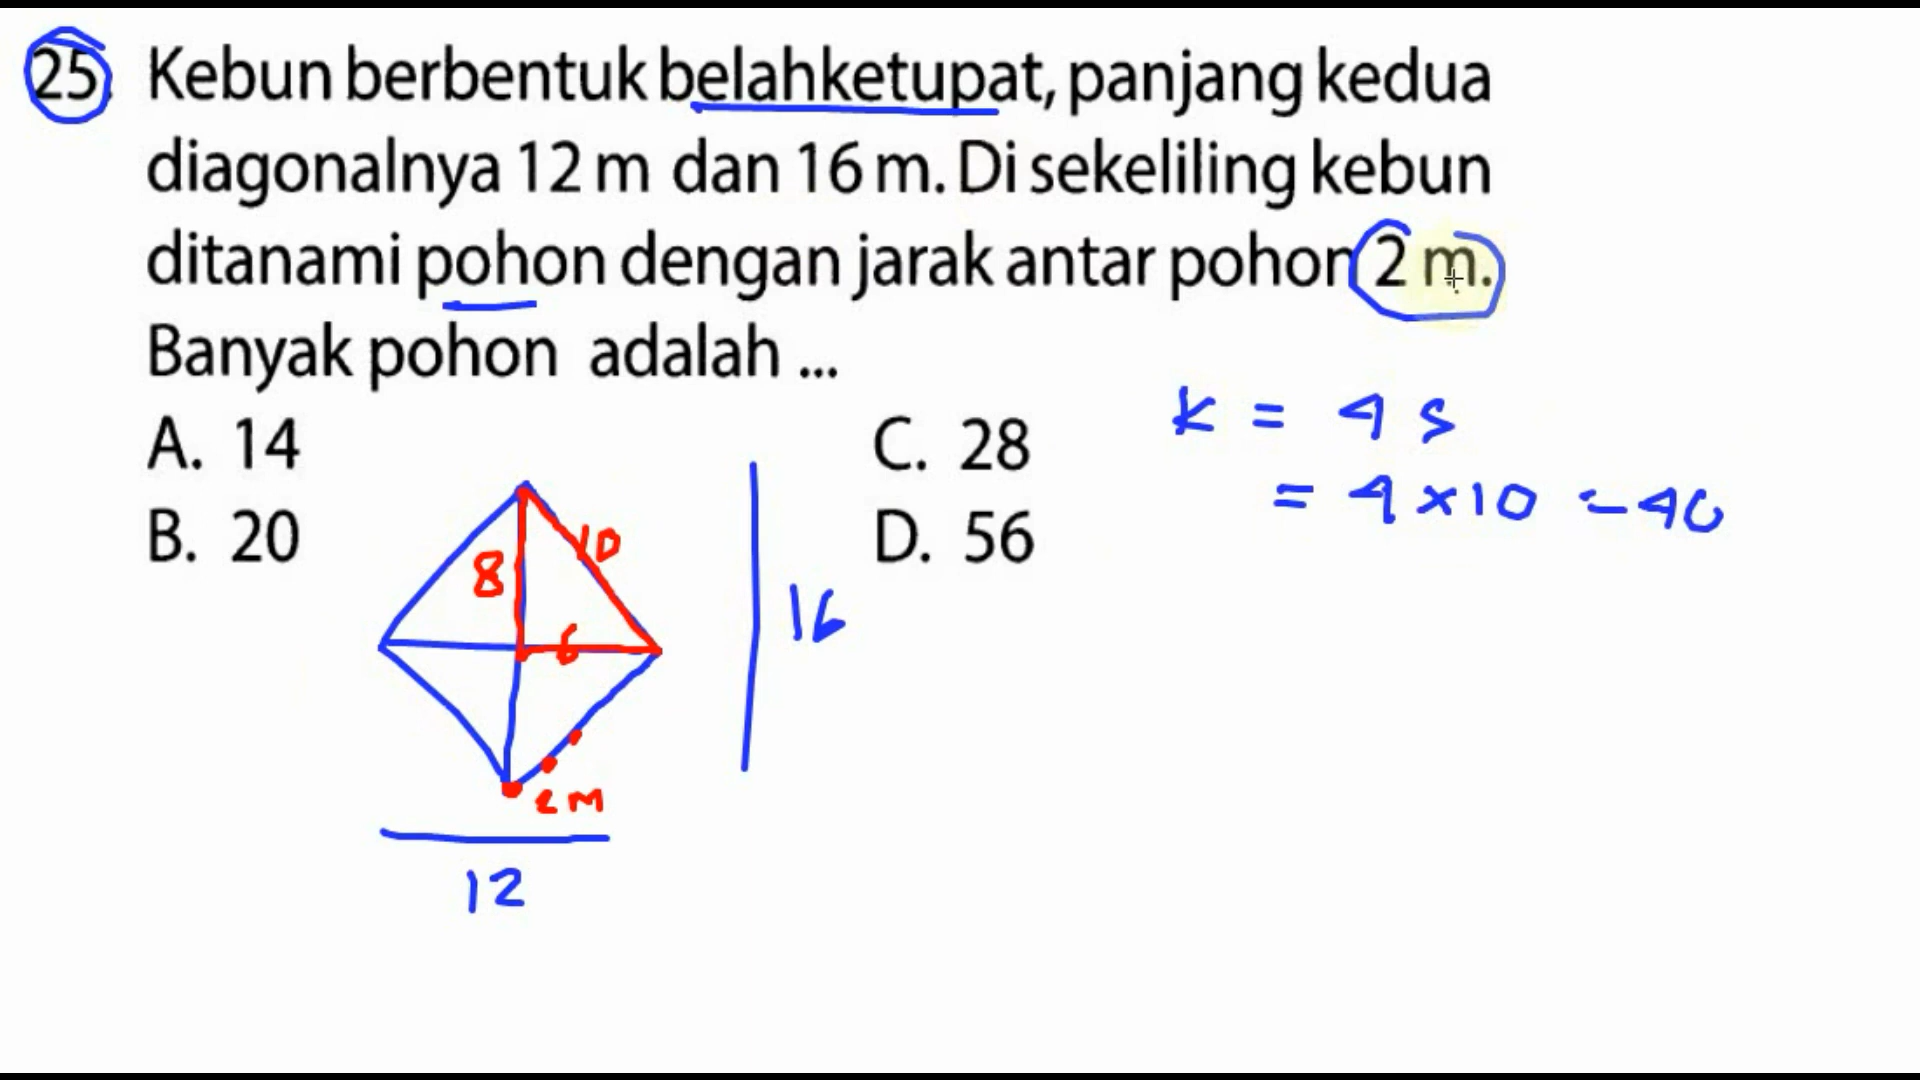 25. Kebun berbentuk belahketupat, panjang kedua
diagonalnya 12 m dan 16 m. Di sekeliling kebun
ditanami pohon dengan jarak antar pohon 2 m.
Banyak pohon adalah ...
A. 14
C. 28
B. 20
D. 56
K = 4 s
= 4 x 10 = 40
8
10
6
16
2 M
12